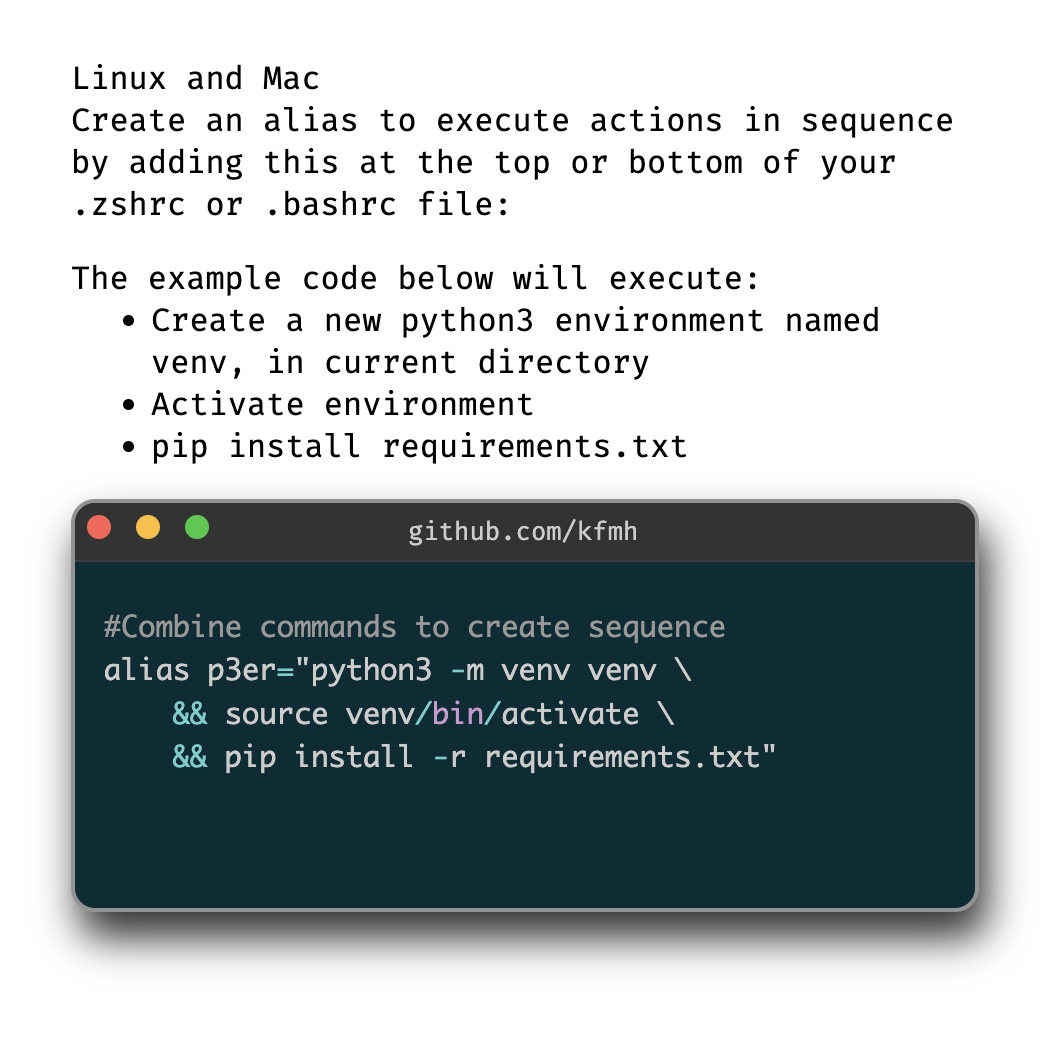 Linux and Mac
Create an alias to execute actions in sequence
by adding this at the top or bottom of your
.zshrc or .bashrc file:
The example code below will execute:
• Create a new python3 environment named
venv, in current directory
• Activate environment
• pip install requirements.txt
github.com/kfmh
#Combine commands to create sequence
alias p3er="python3 -m venv venv \
    && source venv/bin/activate \
    && pip install -r requirements.txt"